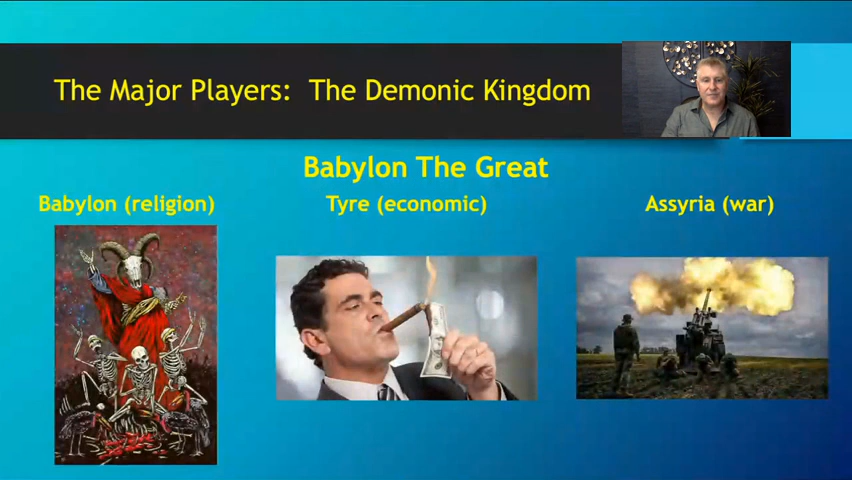 The Major Players:  The Demonic Kingdom
Babylon The Great
Babylon (religion)
Tyre (economic)
Assyria (war)